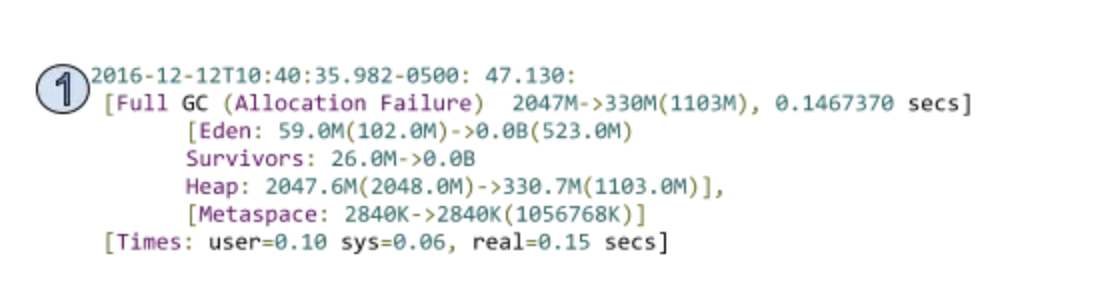 1 2016-12-12T10:40:35.982-0500: 47.130:
[Full GC (Allocation Failure)  2047M->330M(1103M), 0.1467370 secs]
[Eden: 59.0M(102.0M)->0.0B(523.0M)
Survivors: 26.0M->0.0B
Heap: 2047.6M(2048.0M)->330.7M(1103.0M)],
[Metaspace: 2840K->2840K(1056768K)]
[Times: user=0.10 sys=0.06, real=0.15 secs]